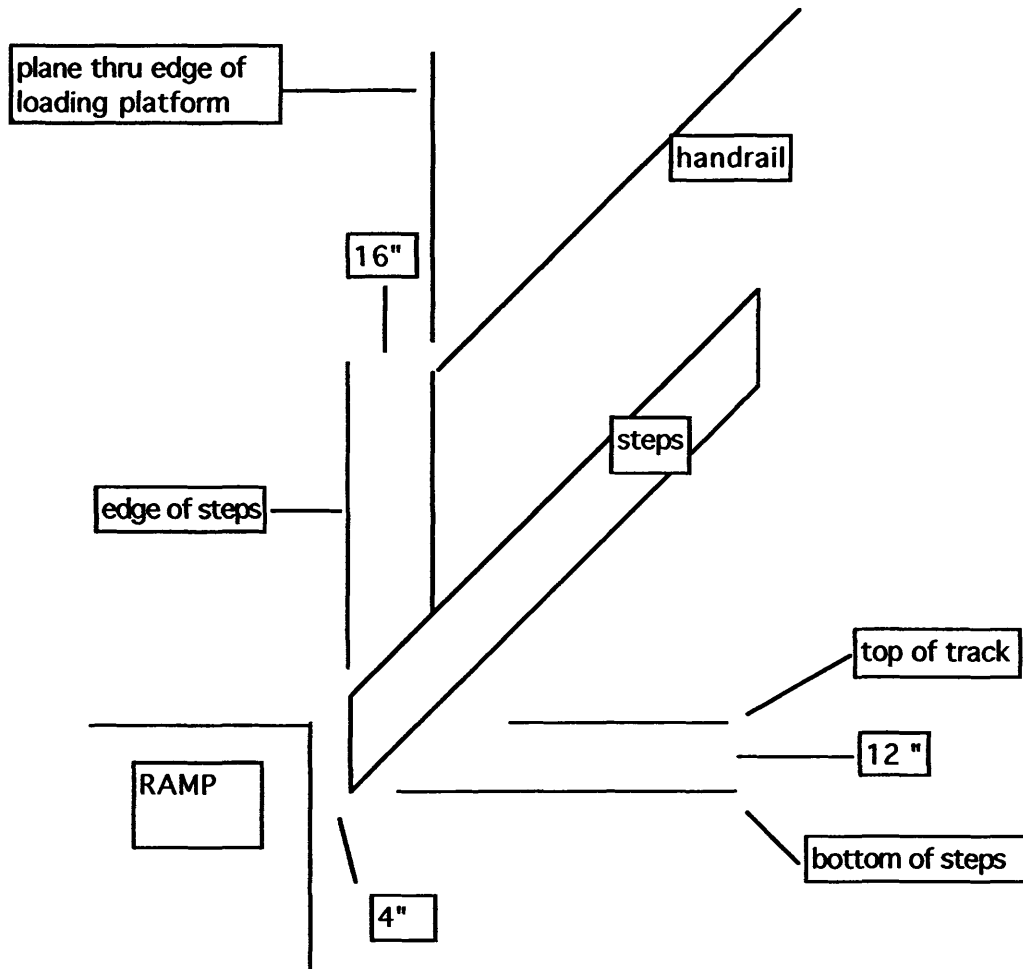 plane thru edge of
loading platform
handrail
16"
steps
edge of steps
top of track
12 "
RAMP
bottom of steps
4"